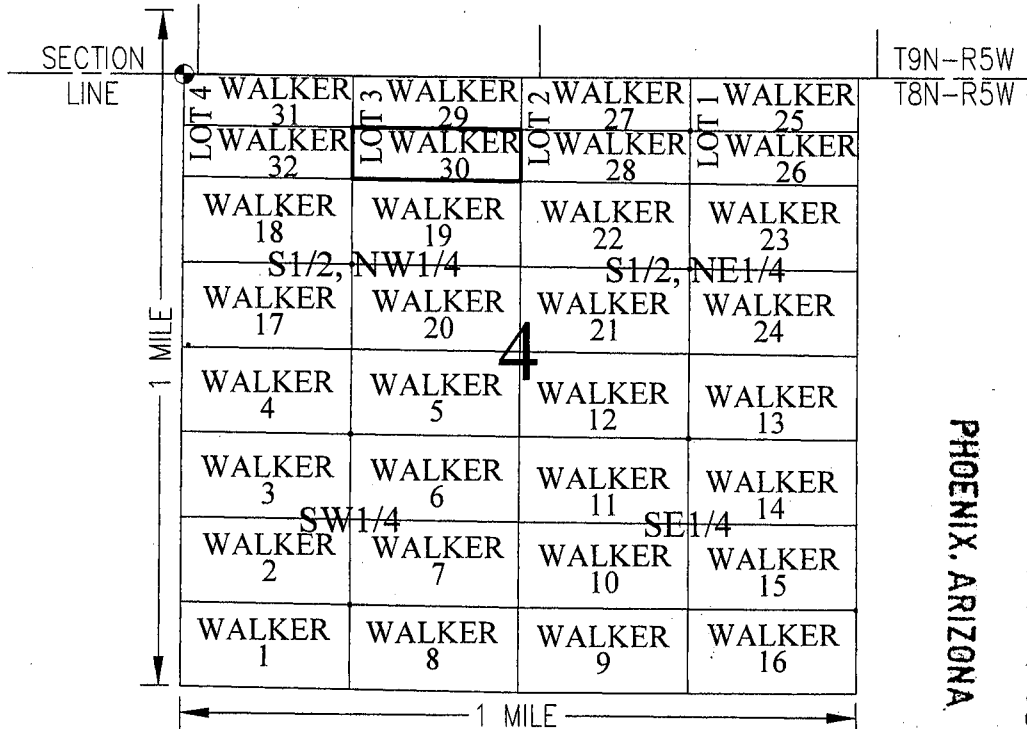 SECTION
LINE
T9N-R5W
T8N-R5W
LOT 4
WALKER
31
LOT 3
WALKER
29
LOT 2
WALKER
27
LOT 1
WALKER
25
WALKER
32
WALKER
30
WALKER
28
WALKER
26
WALKER
18
WALKER
19
WALKER
22
WALKER
23
S1/2, NW1/4
S1/2, NE1/4
WALKER
17
WALKER
20
WALKER
21
WALKER
24
4
1 MILE
WALKER
4
WALKER
5
WALKER
12
WALKER
13
WALKER
3
WALKER
6
WALKER
11
WALKER
14
SW1/4
SE1/4
WALKER
2
WALKER
7
WALKER
10
WALKER
15
WALKER
1
WALKER
8
WALKER
9
WALKER
16
1 MILE
PHOENIX, ARIZONA